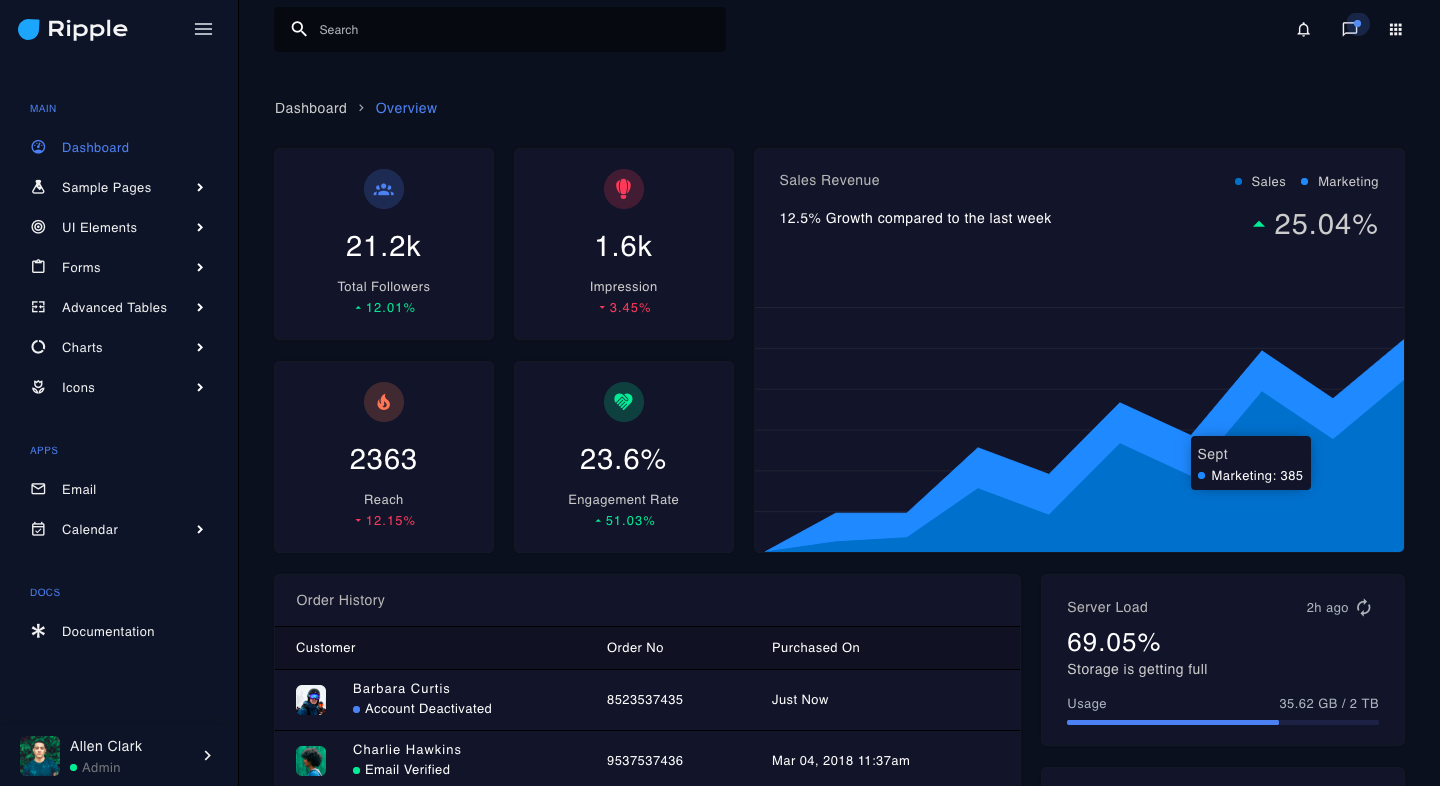 Ripple
Search
MAIN
Dashboard
Sample Pages
UI Elements
Forms
Advanced Tables
Charts
Icons
APPS
Email
Calendar
DOCS
Documentation
Allen Clark
Admin
Dashboard > Overview
21.2k
Total Followers
12.01%
1.6k
Impression
3.45%
2363
Reach
12.15%
23.6%
Engagement Rate
51.03%
Sales Revenue
Sales Marketing
12.5% Growth compared to the last week
25.04%
Sept
Marketing: 385
Order History
Customer Order No Purchased On
Barbara Curtis
Account Deactivated
8523537435
Just Now
Charlie Hawkins
Email Verified
9537537436
Mar 04, 2018 11:37am
Server Load
2h ago
69.05%
Storage is getting full
Usage
35.62 GB / 2 TB